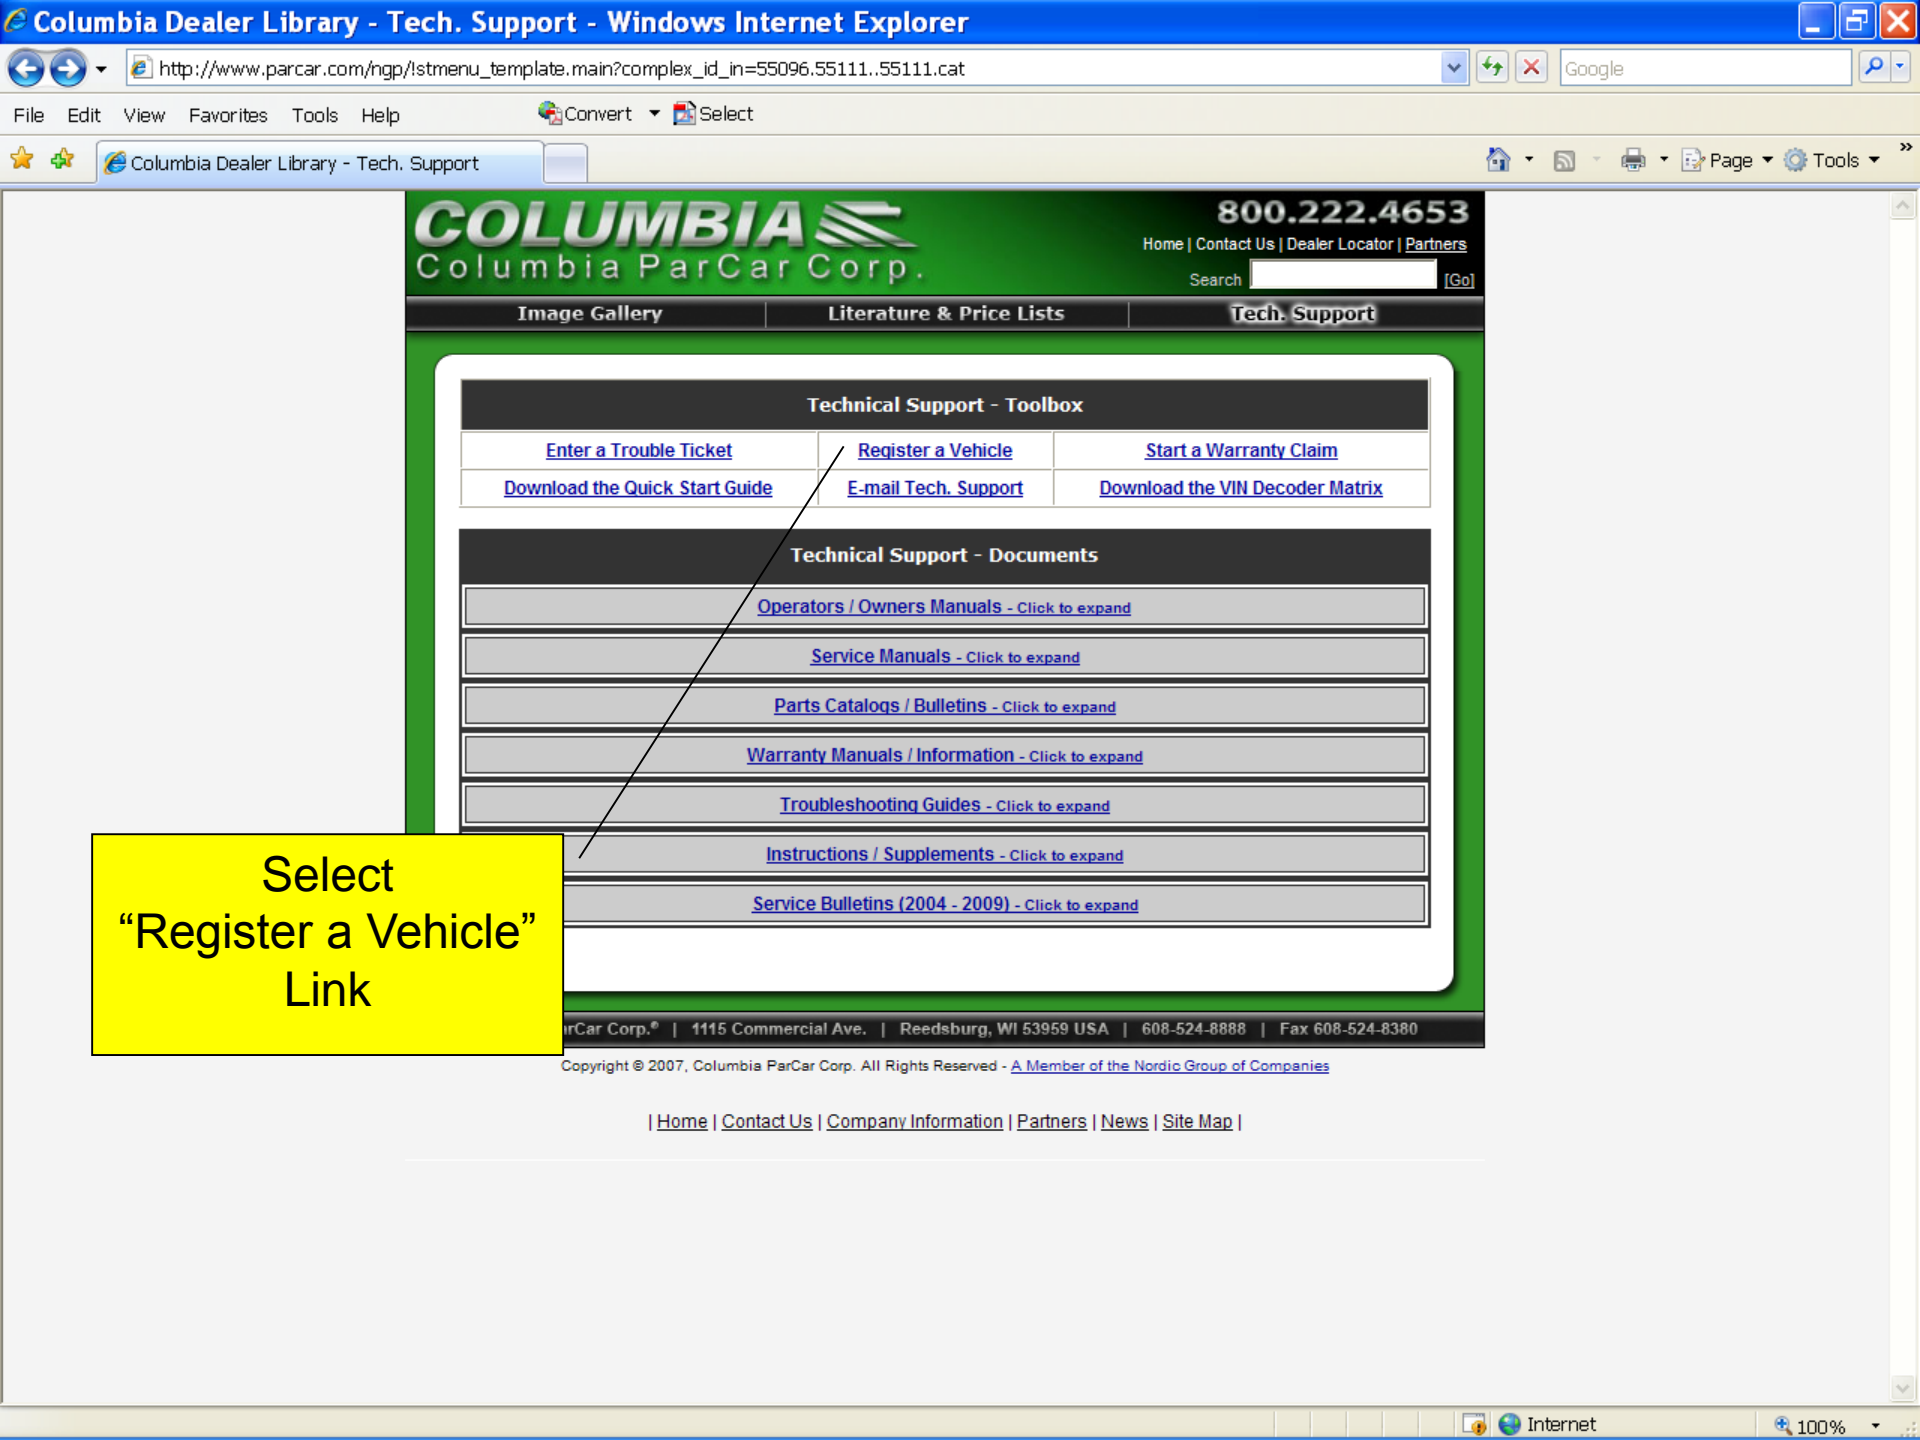 Columbia Dealer Library - Tech. Support - Windows Internet Explorer
http://www.parcar.com/ngp/!stmenu_template.main?complex_id_in=55096.55111..55111.cat
Google
File Edit View Favorites Tools Help
Convert Select
Columbia Dealer Library - Tech. Support
Page Tools »
COLUMBIA
Columbia ParCar Corp.
800.222.4653
Home | Contact Us | Dealer Locator | Partners
Search [Go]
Image Gallery | Literature & Price Lists | Tech. Support
Technical Support - Toolbox
Enter a Trouble Ticket Register a Vehicle Start a Warranty Claim
Download the Quick Start Guide E-mail Tech. Support Download the VIN Decoder Matrix
Technical Support - Documents
Operators / Owners Manuals - Click to expand
Service Manuals - Click to expand
Parts Catalogs / Bulletins - Click to expand
Warranty Manuals / Information - Click to expand
Troubleshooting Guides - Click to expand
Instructions / Supplements - Click to expand
Service Bulletins (2004 - 2009) - Click to expand
Select
“Register a Vehicle”
Link
rCar Corp.® | 1115 Commercial Ave. | Reedsburg, WI 53959 USA | 608-524-8888 | Fax 608-524-8380
Copyright © 2007, Columbia ParCar Corp. All Rights Reserved - A Member of the Nordic Group of Companies
| Home | Contact Us | Company Information | Partners | News | Site Map |
Internet
100%